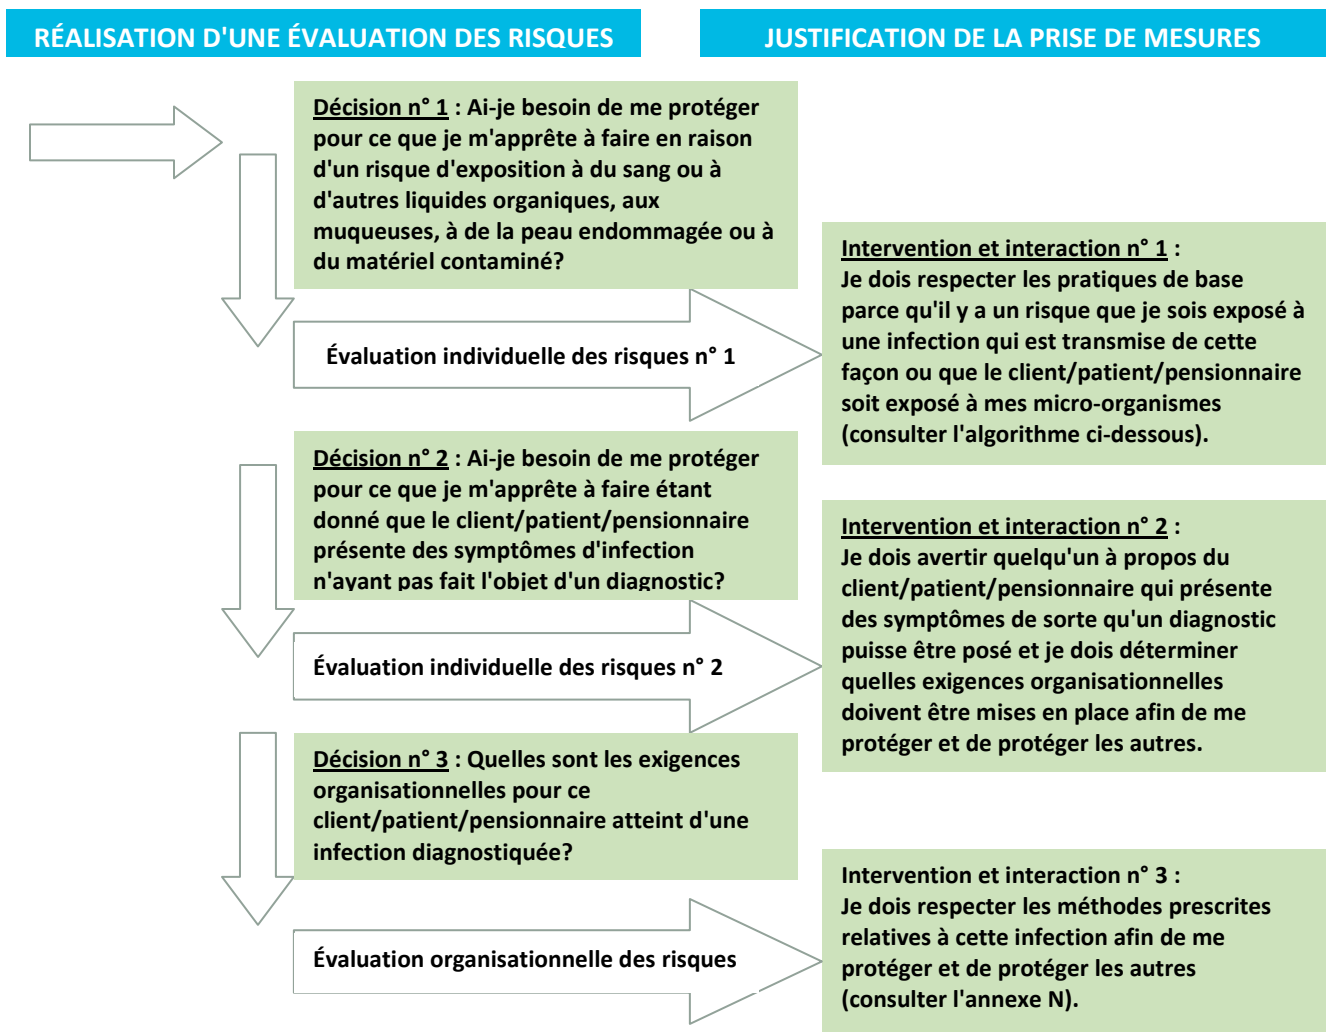 RÉALISATION D'UNE ÉVALUATION DES RISQUES
JUSTIFICATION DE LA PRISE DE MESURES
Décision n° 1 : Ai-je besoin de me protéger
pour ce que je m'apprête à faire en raison
d'un risque d'exposition à du sang ou à
d'autres liquides organiques, aux
muqueuses, à de la peau endommagée ou à
du matériel contaminé?
Évaluation individuelle des risques n° 1
Intervention et interaction n° 1 :
Je dois respecter les pratiques de base
parce qu'il y a un risque que je sois exposé à
une infection qui est transmise de cette
façon ou que le client/patient/pensionnaire
soit exposé à mes micro-organismes
(consulter l'algorithme ci-dessous).
Décision n° 2 : Ai-je besoin de me protéger
pour ce que je m'apprête à faire étant
donné que le client/patient/pensionnaire
présente des symptômes d'infection
n'ayant pas fait l'objet d'un diagnostic?
Évaluation individuelle des risques n° 2
Intervention et interaction n° 2 :
Je dois avertir quelqu'un à propos du
client/patient/pensionnaire qui présente
des symptômes de sorte qu'un diagnostic
puisse être posé et je dois déterminer
quelles exigences organisationnelles
doivent être mises en place afin de me
protéger et de protéger les autres.
Décision n° 3 : Quelles sont les exigences
organisationnelles pour ce
client/patient/pensionnaire atteint d'une
infection diagnostiquée?
Évaluation organisationnelle des risques
Intervention et interaction n° 3 :
Je dois respecter les méthodes prescrites
relatives à cette infection afin de me
protéger et de protéger les autres
(consulter l'annexe N).